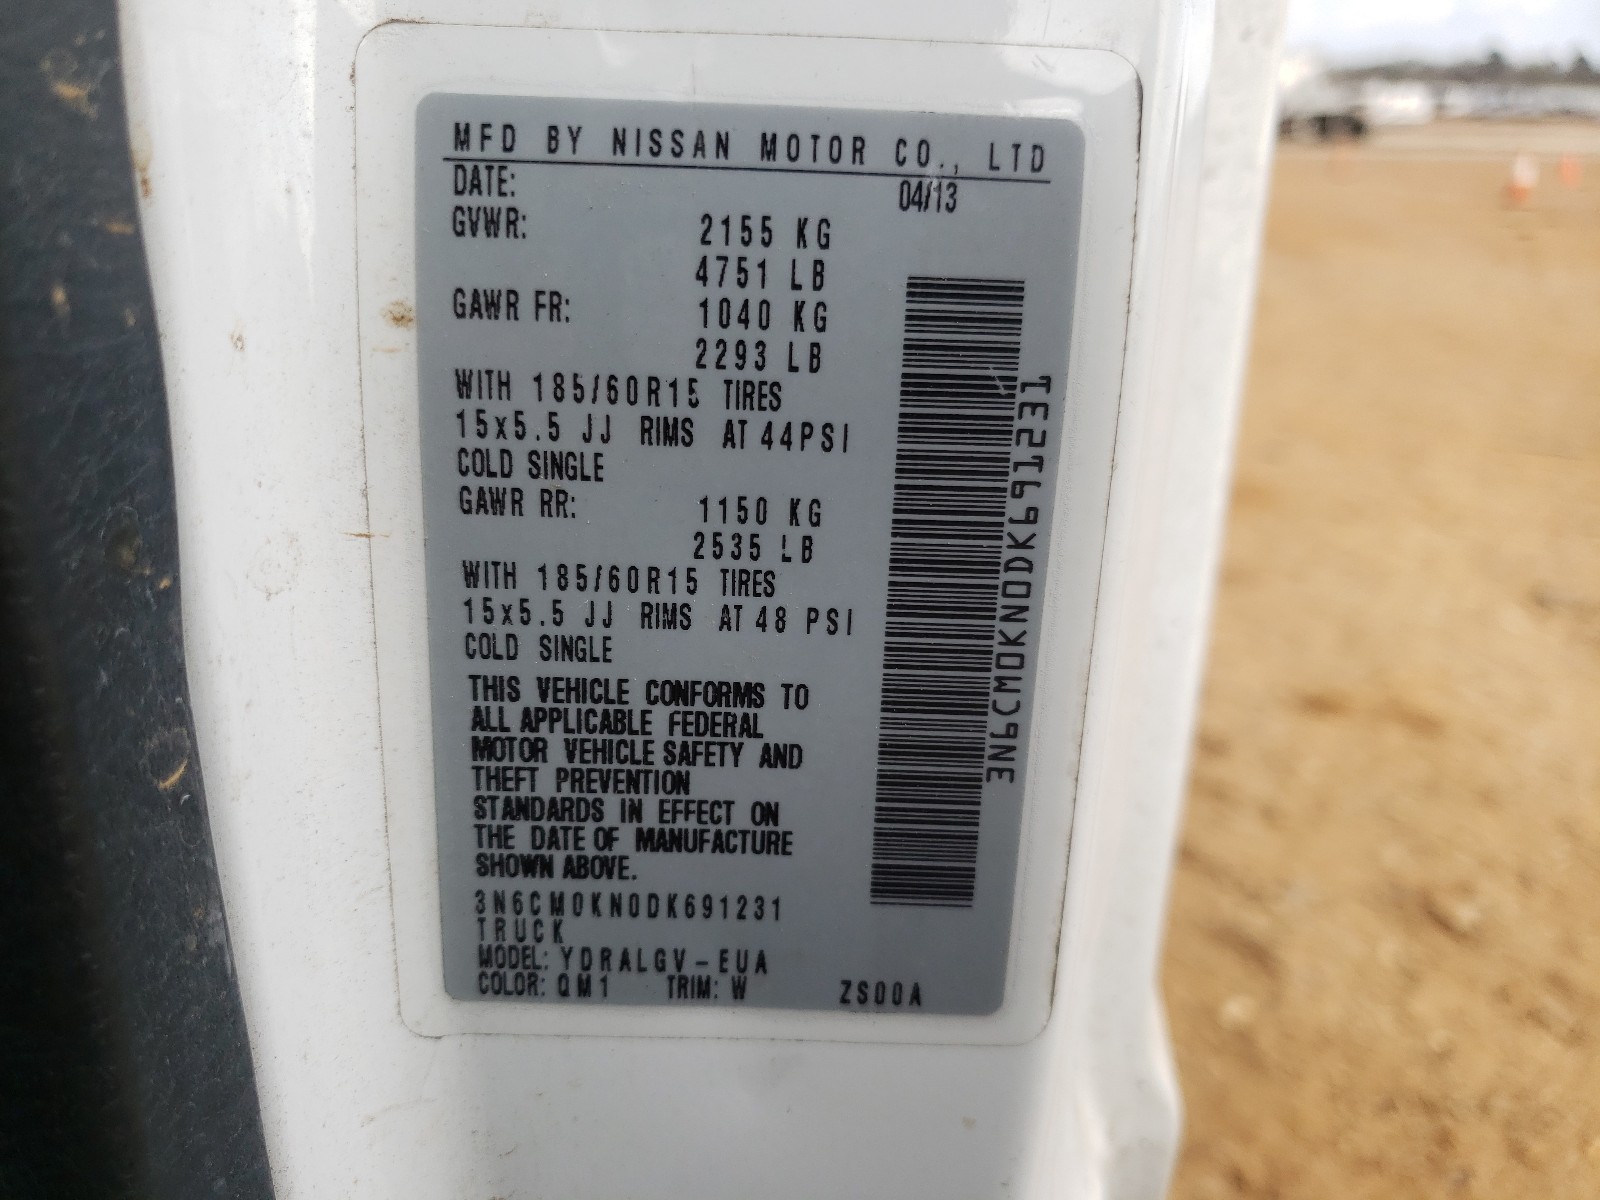 MFD BY NISSAN MOTOR CO., LTD
DATE: 04/13
GVWR: 2155 KG
4751 LB
GAWR FR: 1040 KG
2293 LB
WITH 185/60R15 TIRES
15x5.5 JJ RIMS AT 44PSI
COLD SINGLE
GAWR RR: 1150 KG
2535 LB
WITH 185/60R15 TIRES
15x5.5 JJ RIMS AT 48 PSI
COLD SINGLE
THIS VEHICLE CONFORMS TO
ALL APPLICABLE FEDERAL
MOTOR VEHICLE SAFETY AND
THEFT PREVENTION
STANDARDS IN EFFECT ON
THE DATE OF MANUFACTURE
SHOWN ABOVE.
3N6CM0KN0DK691231
TRUCK
MODEL: YDRALGV-EUA
COLOR: QM1 TRIM: W ZS00A
3N6CM0KN0DK691231